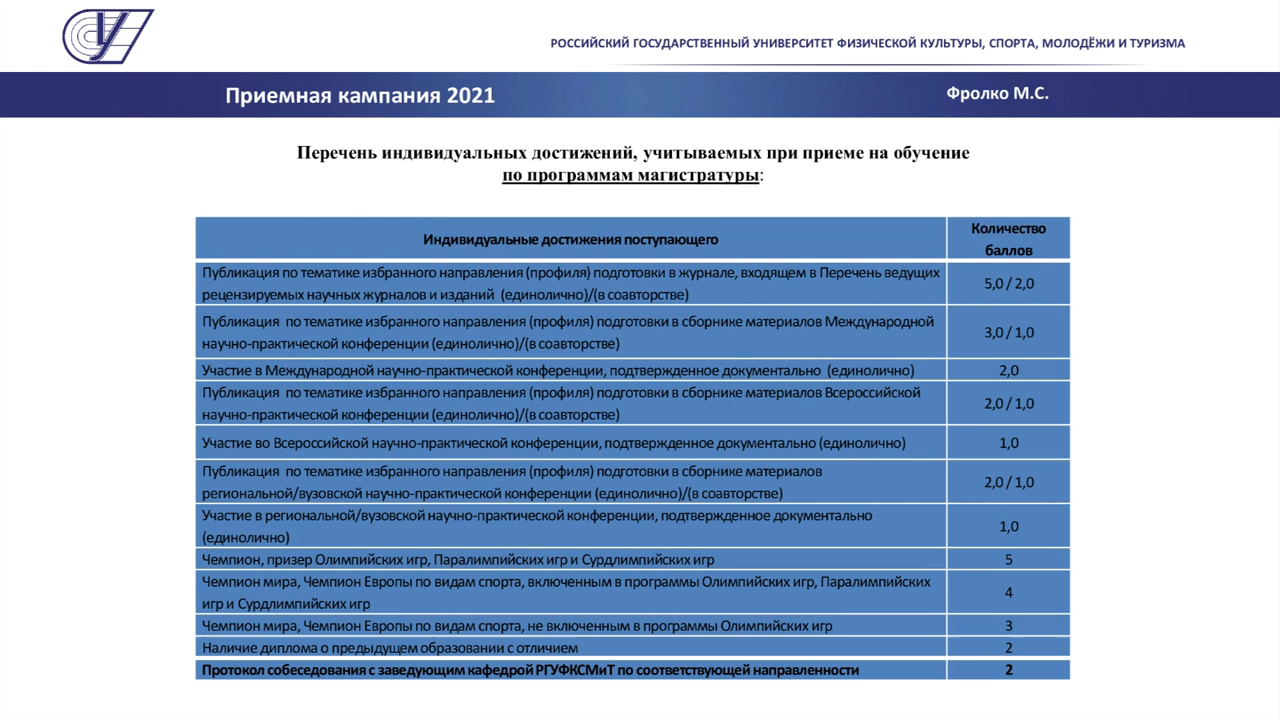 РОССИЙСКИЙ ГОСУДАРСТВЕННЫЙ УНИВЕРСИТЕТ ФИЗИЧЕСКОЙ КУЛЬТУРЫ, СПОРТА, МОЛОДЁЖИ И ТУРИЗМА
Приемная кампания 2021
Фролко М.С.
Перечень индивидуальных достижений, учитываемых при приеме на обучение
по программам магистратуры:
Индивидуальные достижения поступающего
Количество
баллов
Публикация по тематике избранного направления (профиля) подготовки в журнале, входящем в Перечень ведущих
рецензируемых научных журналов и изданий (единолично)/(в соавторстве)
5,0 / 2,0
Публикация по тематике избранного направления (профиля) подготовки в сборнике материалов Международной
научно-практической конференции (единолично)/(в соавторстве)
3,0 / 1,0
Участие в Международной научно-практической конференции, подтвержденное документально (единолично)
2,0
Публикация по тематике избранного направления (профиля) подготовки в сборнике материалов Всероссийской
научно-практической конференции (единолично)/(в соавторстве)
2,0 / 1,0
Участие во Всероссийской научно-практической конференции, подтвержденное документально (единолично)
1,0
Публикация по тематике избранного направления (профиля) подготовки в сборнике материалов
региональной/вузовской научно-практической конференции (единолично)/(в соавторстве)
2,0 / 1,0
Участие в региональной/вузовской научно-практической конференции, подтвержденное документально
(единолично)
1,0
Чемпион, призер Олимпийских игр, Паралимпийских игр и Сурдлимпийских игр
5
Чемпион мира, Чемпион Европы по видам спорта, включенным в программы Олимпийских игр, Паралимпийских
игр и Сурдлимпийских игр
4
Чемпион мира, Чемпион Европы по видам спорта, не включенным в программы Олимпийских игр
3
Наличие диплома о предыдущем образовании с отличием
2
Протокол собеседования с заведующим кафедрой РГУФКСМиТ по соответствующей направленности
2